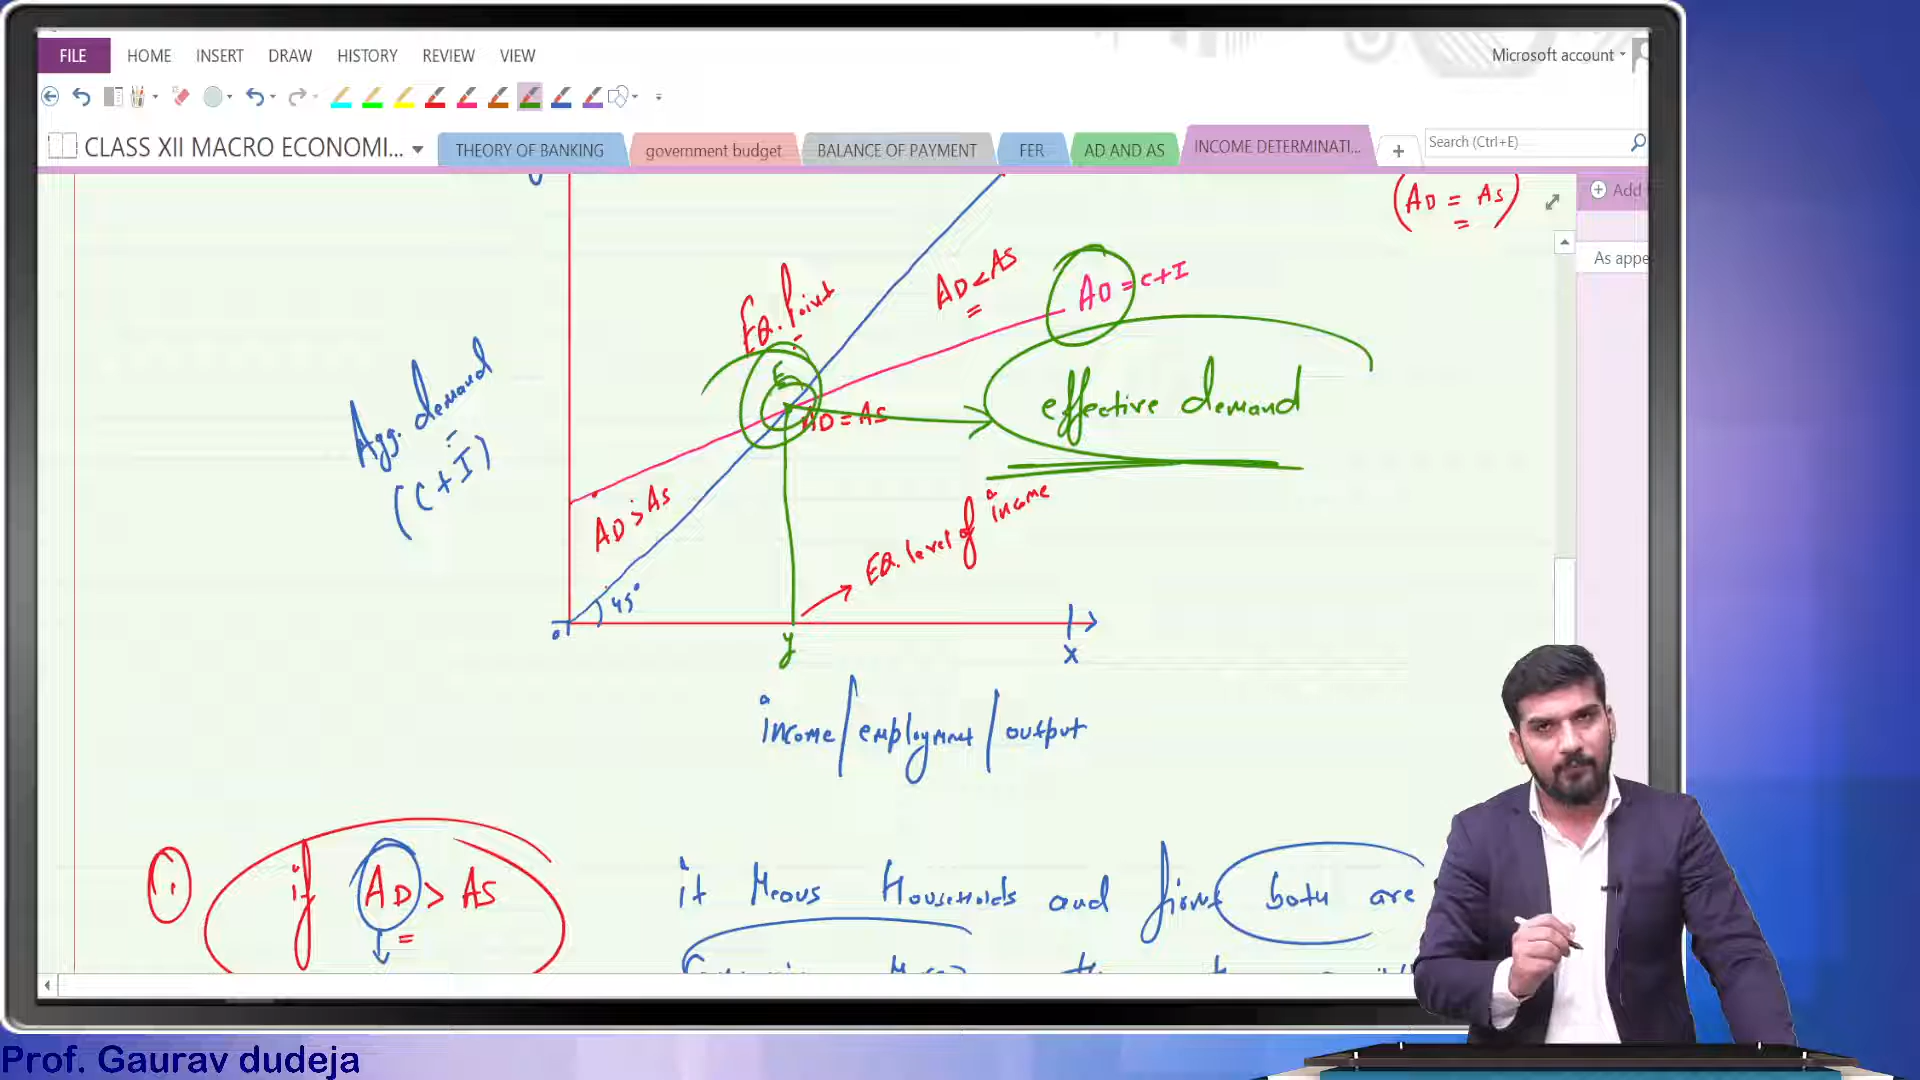 FILE HOME INSERT DRAW HISTORY REVIEW VIEW Microsoft account
CLASS XII MACRO ECONOMI... THEORY OF BANKING government budget BALANCE OF PAYMENT FER AD AND AS INCOME DETERMINATI... + Search (Ctrl+E)
(AD = AS)
Add
As appe
AD < AS
AD = C+I
EQ. Point
E
AD = AS
effective demand
Agg. demand
(C+I)
AD > AS
EQ. level of income
45°
o
y
x
income/employment/output
1. if AD > AS
it Means Households and firms both are
Prof. Gaurav dudeja